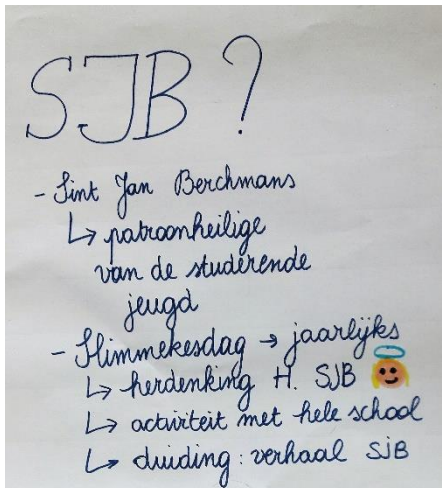 SJB ?
- Sint Jan Berchmans
↳ patroonheilige
van de studerende
jeugd
- Slimmekesdag → jaarlijks
↳ herdenking H. SJB
↳ activiteit met hele school
↳ duiding : verhaal SJB